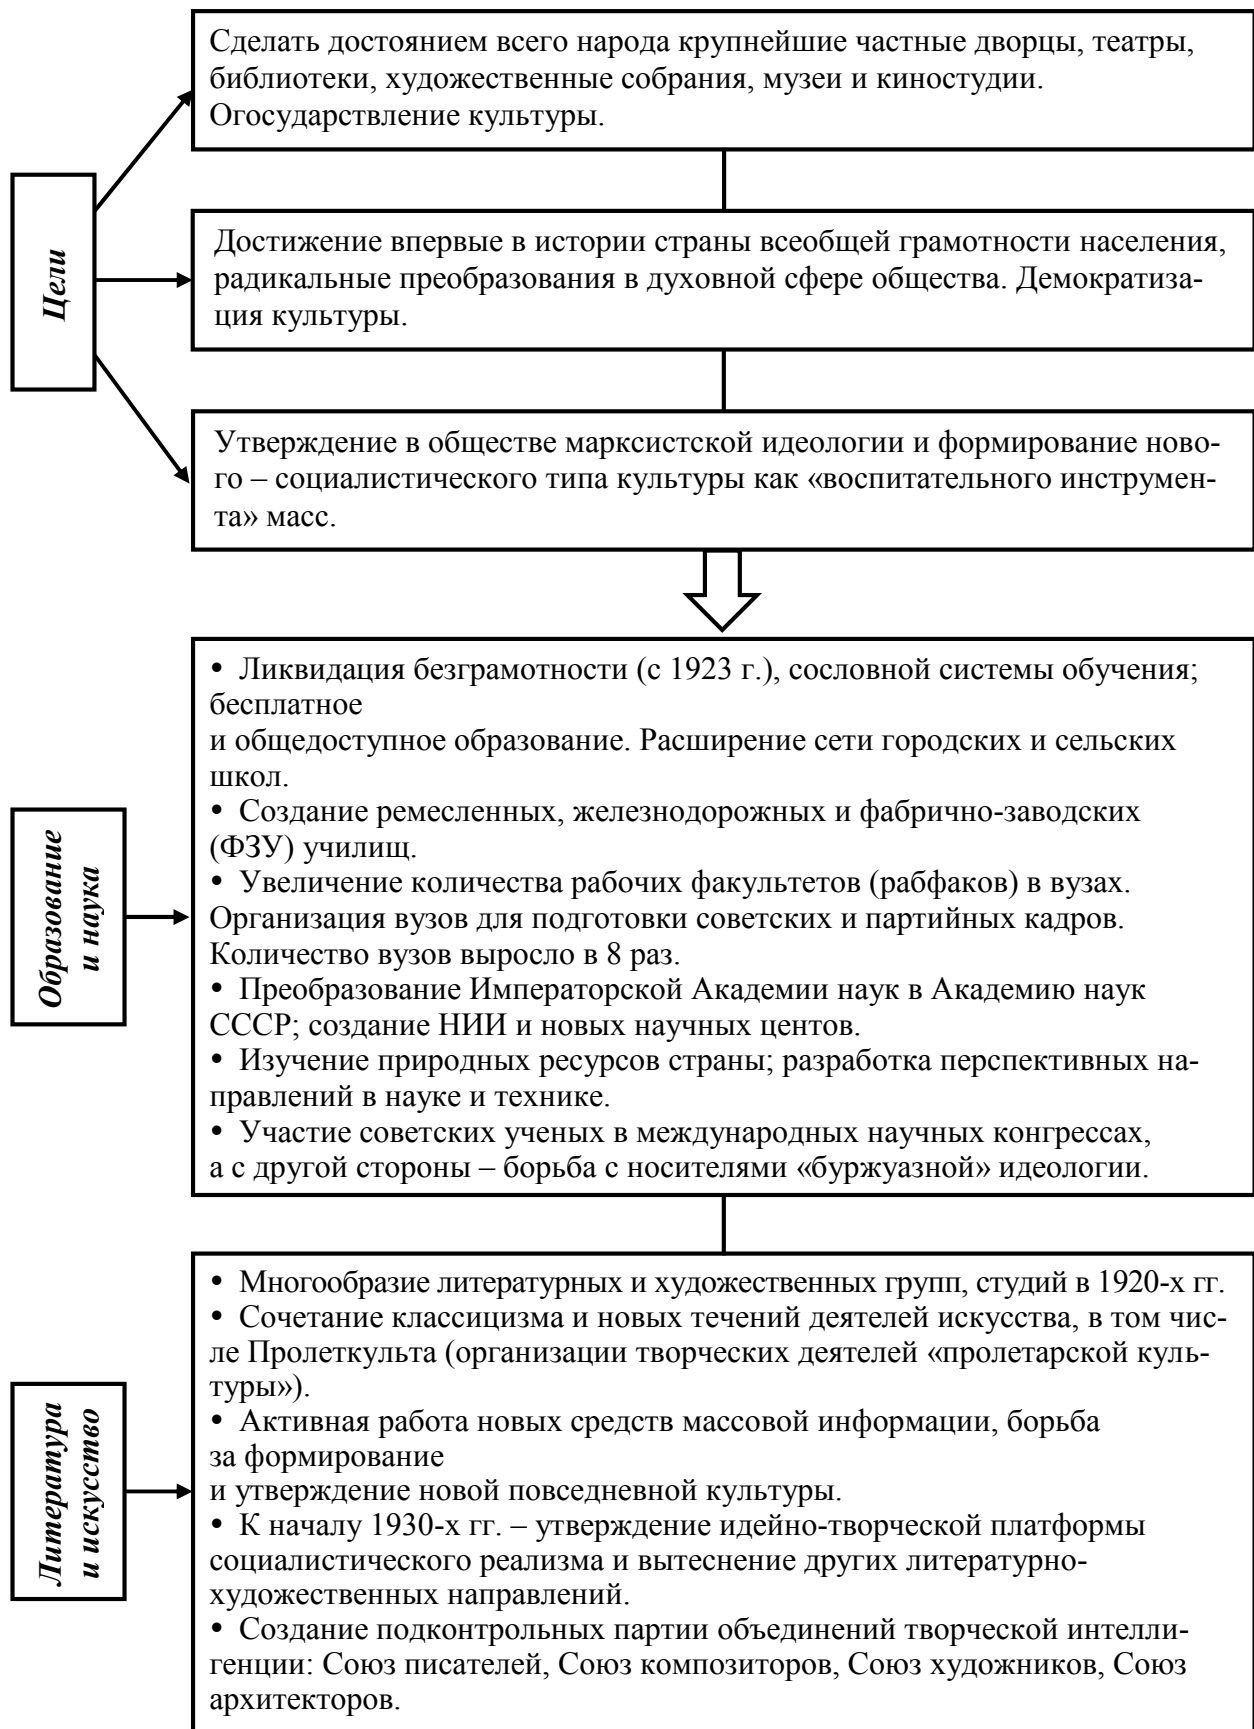 Сделать достоянием всего народа крупнейшие частные дворцы, театры,
библиотеки, художественные собрания, музеи и киностудии.
Огосударствление культуры.
Цели
Достижение впервые в истории страны всеобщей грамотности населения,
радикальные преобразования в духовной сфере общества. Демократиза-
ция культуры.
Утверждение в обществе марксистской идеологии и формирование ново-
го – социалистического типа культуры как «воспитательного инструмен-
та» масс.
Образование
и наука
• Ликвидация безграмотности (с 1923 г.), сословной системы обучения;
бесплатное
и общедоступное образование. Расширение сети городских и сельских
школ.
• Создание ремесленных, железнодорожных и фабрично-заводских
(ФЗУ) училищ.
• Увеличение количества рабочих факультетов (рабфаков) в вузах.
Организация вузов для подготовки советских и партийных кадров.
Количество вузов выросло в 8 раз.
• Преобразование Императорской Академии наук в Академию наук
СССР; создание НИИ и новых научных центов.
• Изучение природных ресурсов страны; разработка перспективных на-
правлений в науке и технике.
• Участие советских ученых в международных научных конгрессах,
а с другой стороны – борьба с носителями «буржуазной» идеологии.
Литература
и искусство
• Многообразие литературных и художественных групп, студий в 1920-х гг.
• Сочетание классицизма и новых течений деятелей искусства, в том чис-
ле Пролеткульта (организации творческих деятелей «пролетарской куль-
туры»).
• Активная работа новых средств массовой информации, борьба
за формирование
и утверждение новой повседневной культуры.
• К началу 1930-х гг. – утверждение идейно-творческой платформы
социалистического реализма и вытеснение других литературно-
художественных направлений.
• Создание подконтрольных партии объединений творческой интелли-
генции: Союз писателей, Союз композиторов, Союз художников, Союз
архитекторов.